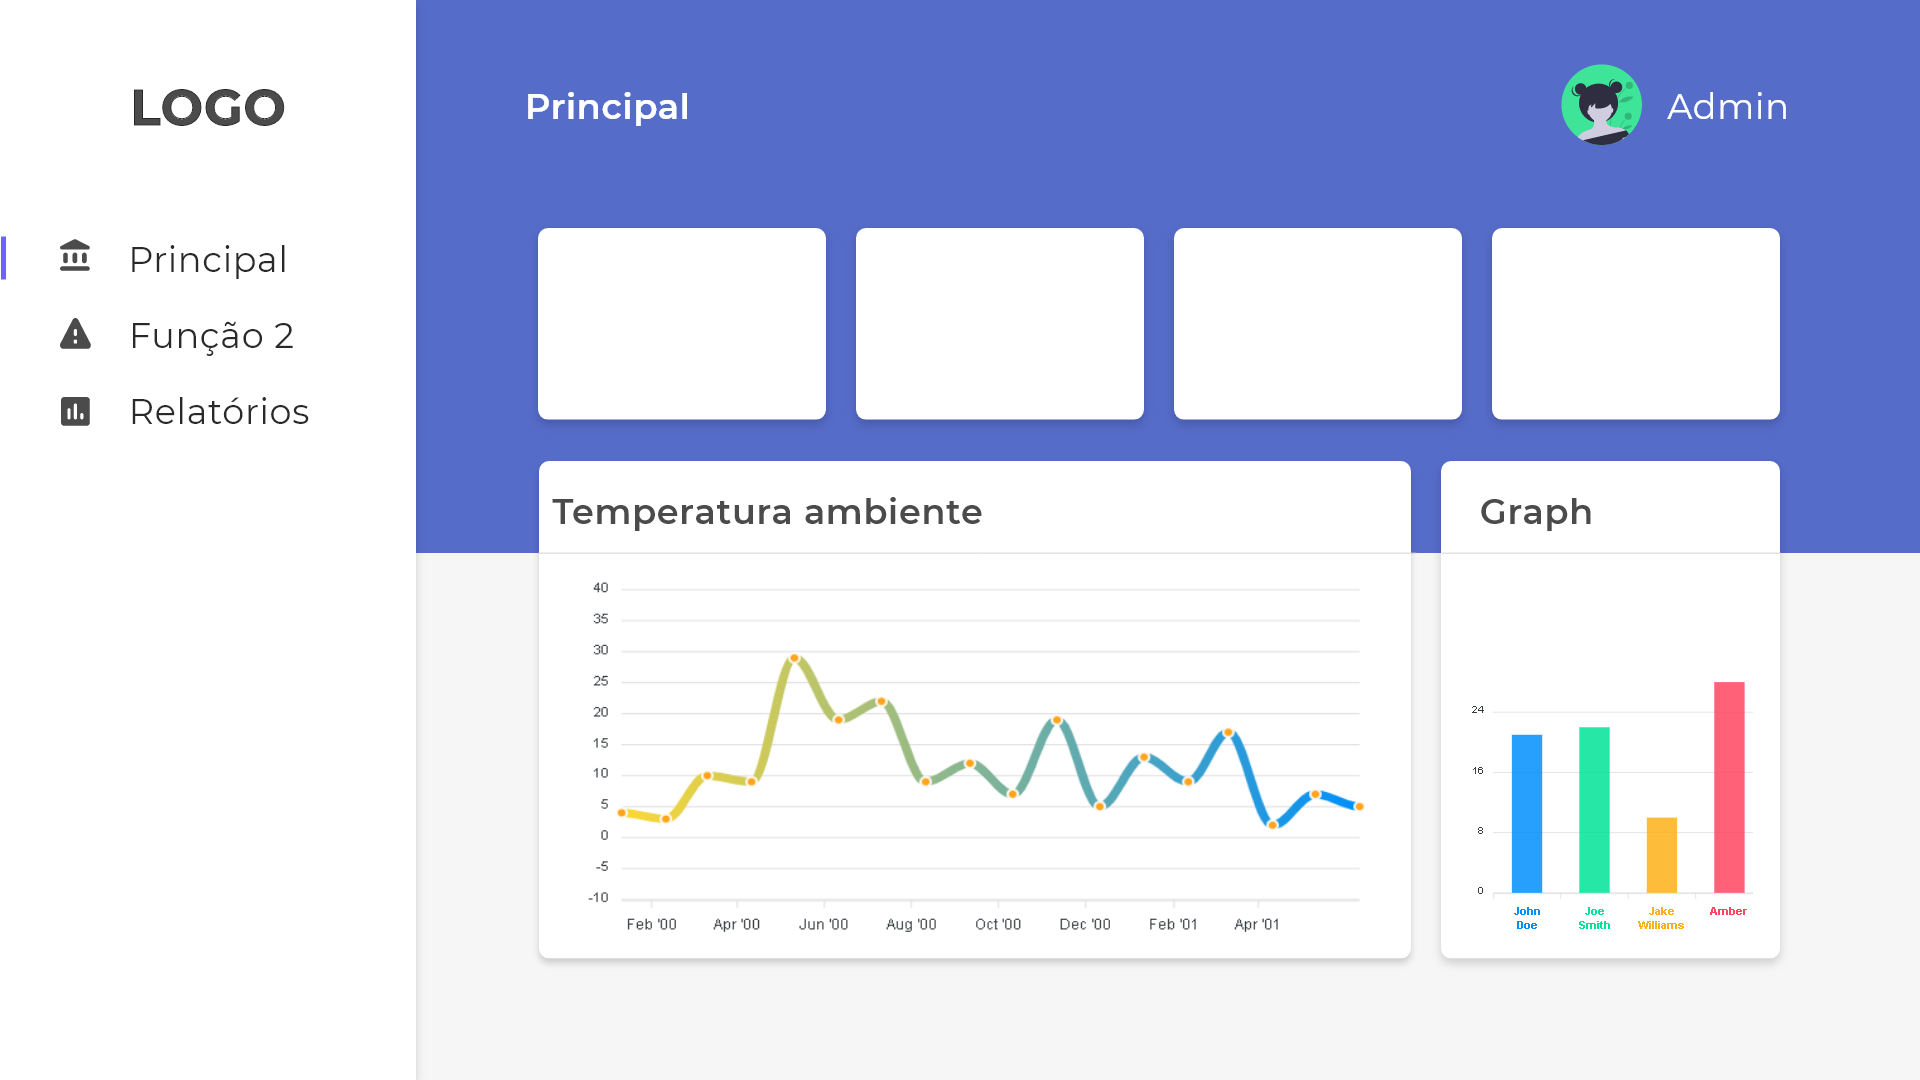 LOGO
Principal
Função 2
Relatórios
Principal
Admin
Temperatura ambiente
40
35
30
25
20
15
10
5
0
-5
-10
Feb '00 Apr '00 Jun '00 Aug '00 Oct '00 Dec '00 Feb '01 Apr '01
Graph
24
16
8
0
John Doe
Joe Smith
Jake Williams
Amber